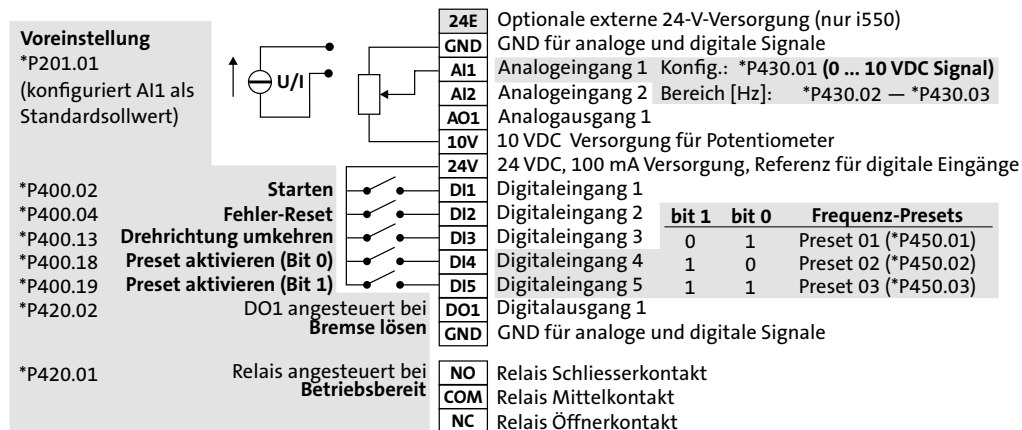 24E Optionale externe 24-V-Versorgung (nur i550)
Voreinstellung
GND GND für analoge und digitale Signale
*P201.01
AI1 Analogeingang 1 Konfig.: *P430.01 (0 ... 10 VDC Signal)
(konfiguriert AI1 als
U/I
AI2 Analogeingang 2 Bereich [Hz]: *P430.02 — *P430.03
Standardsollwert)
AO1 Analogausgang 1
10V 10 VDC Versorgung für Potentiometer
24V 24 VDC, 100 mA Versorgung, Referenz für digitale Eingänge
*P400.02 Starten DI1 Digitaleingang 1
*P400.04 Fehler-Reset DI2 Digitaleingang 2 bit 1 bit 0 Frequenz-Presets
*P400.13 Drehrichtung umkehren DI3 Digitaleingang 3 0 1 Preset 01 (*P450.01)
*P400.18 Preset aktivieren (Bit 0) DI4 Digitaleingang 4 1 0 Preset 02 (*P450.02)
*P400.19 Preset aktivieren (Bit 1) DI5 Digitaleingang 5 1 1 Preset 03 (*P450.03)
*P420.02 DO1 angesteuert bei DO1 Digitalausgang 1
Bremse lösen GND GND für analoge und digitale Signale
*P420.01 Relais angesteuert bei NO Relais Schliesserkontakt
Betriebsbereit COM Relais Mittelkontakt
NC Relais Öffnerkontakt